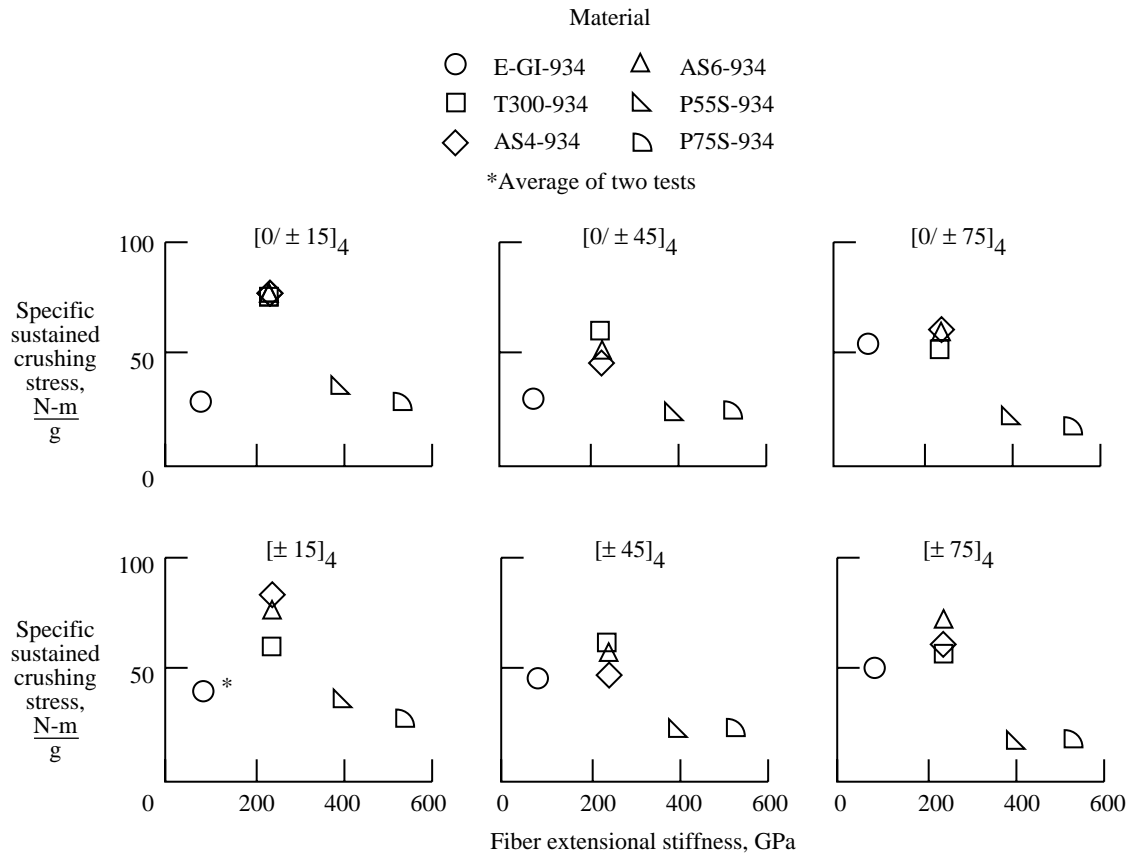 Material
E-GI-934
AS6-934
T300-934
P55S-934
AS4-934
P75S-934
*Average of two tests
[0/ ± 15]4
[0/ ± 45]4
[0/ ± 75]4
100
50
0
Specific
sustained
crushing
stress,
N-m
g
[± 15]4
[± 45]4
[± 75]4
100
50
*
Specific
sustained
crushing
stress,
N-m
g
0 200 400 600
0 200 400 600
0 200 400 600
Fiber extensional stiffness, GPa